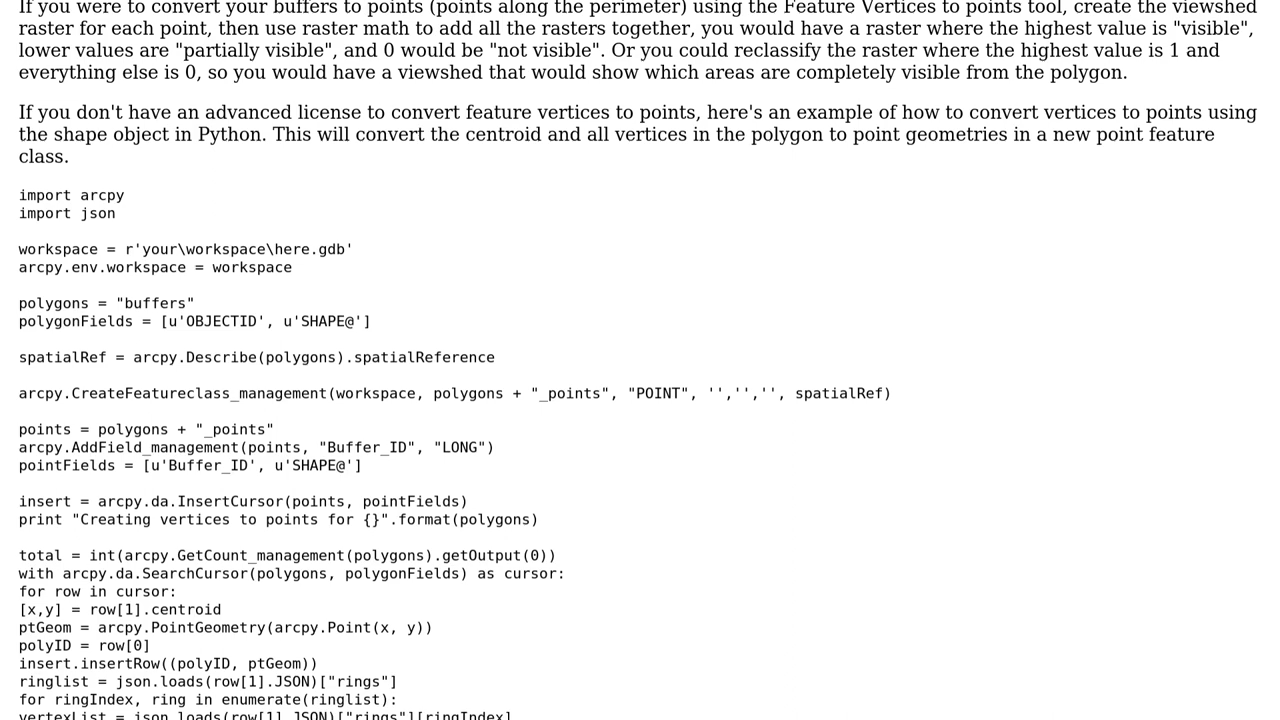 If you were to convert your buffers to points (points along the perimeter) using the Feature Vertices to points tool, create the viewshed
raster for each point, then use raster math to add all the rasters together, you would have a raster where the highest value is "visible",
lower values are "partially visible", and 0 would be "not visible". Or you could reclassify the raster where the highest value is 1 and
everything else is 0, so you would have a viewshed that would show which areas are completely visible from the polygon.
If you don't have an advanced license to convert feature vertices to points, here's an example of how to convert vertices to points using
the shape object in Python. This will convert the centroid and all vertices in the polygon to point geometries in a new point feature
class.
import arcpy
import json
workspace = r'your\workspace\here.gdb'
arcpy.env.workspace = workspace
polygons = "buffers"
polygonFields = [u'OBJECTID', u'SHAPE@']
spatialRef = arcpy.Describe(polygons).spatialReference
arcpy.CreateFeatureclass_management(workspace, polygons + "_points", "POINT", '','','', spatialRef)
points = polygons + "_points"
arcpy.AddField_management(points, "Buffer_ID", "LONG")
pointFields = [u'Buffer_ID', u'SHAPE@']
insert = arcpy.da.InsertCursor(points, pointFields)
print "Creating vertices to points for {}".format(polygons)
total = int(arcpy.GetCount_management(polygons).getOutput(0))
with arcpy.da.SearchCursor(polygons, polygonFields) as cursor:
for row in cursor:
[x,y] = row[1].centroid
ptGeom = arcpy.PointGeometry(arcpy.Point(x, y))
polyID = row[0]
insert.insertRow((polyID, ptGeom))
ringlist = json.loads(row[1].JSON)["rings"]
for ringIndex, ring in enumerate(ringlist):
vertexList = json.loads(row[1].JSON)["rings"][ringIndex]